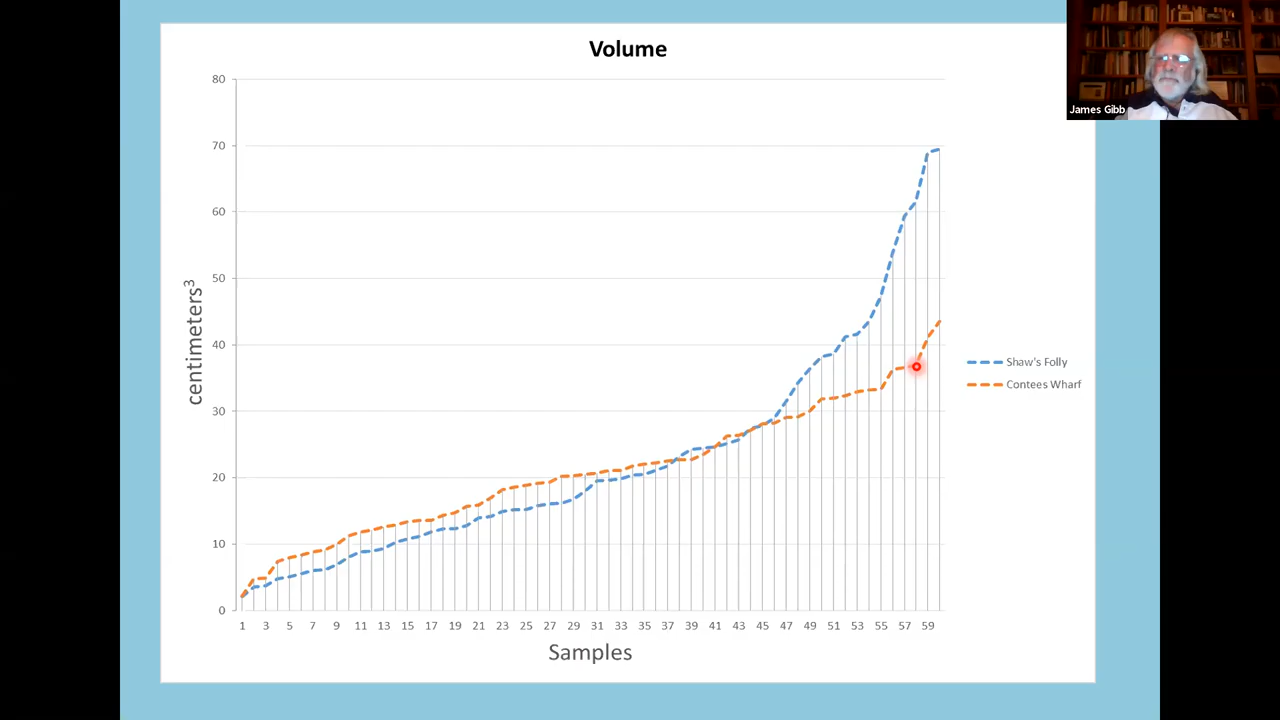 Volume
James Gibb
80
70
60
50
40
30
20
10
0
centimeters³
1 3 5 7 9 11 13 15 17 19 21 23 25 27 29 31 33 35 37 39 41 43 45 47 49 51 53 55 57 59
Samples
Shaw's Folly
Contees Wharf